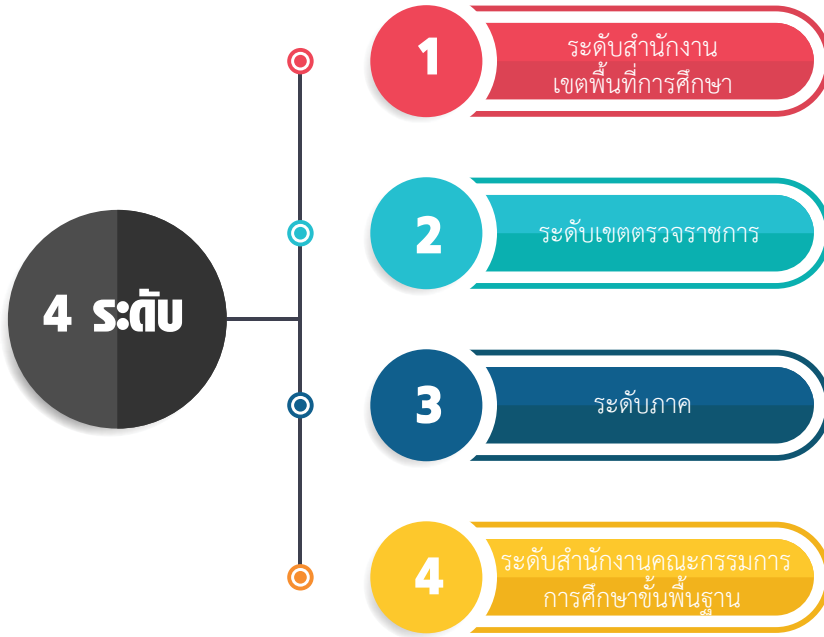 4 ระดับ
1
ระดับสำนักงาน
เขตพื้นที่การศึกษา
2
ระดับเขตตรวจราชการ
3
ระดับภาค
4
ระดับสำนักงานคณะกรรมการ
การศึกษาขั้นพื้นฐาน